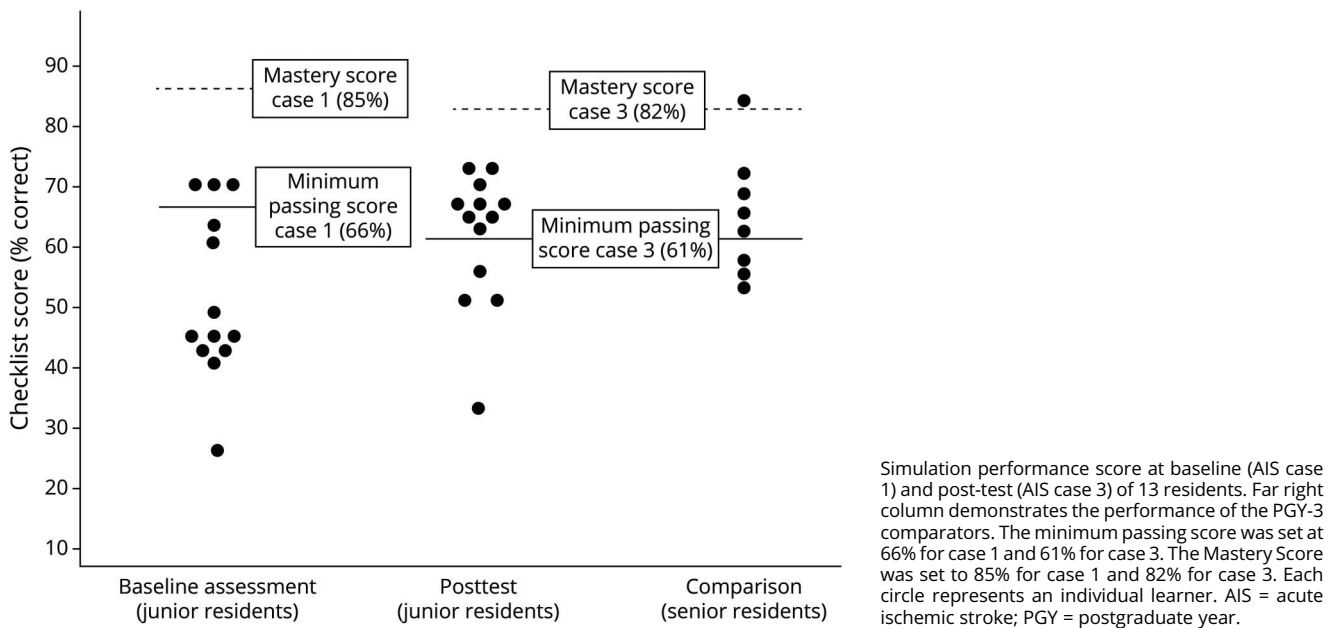 Checklist score (% correct)
90
80
70
60
50
40
30
20
10
Mastery score
case 1 (85%)
Minimum
passing score
case 1 (66%)
Mastery score
case 3 (82%)
Minimum passing
score case 3 (61%)
Baseline assessment
(junior residents)
Posttest
(junior residents)
Comparison
(senior residents)
Simulation performance score at baseline (AIS case
1) and post-test (AIS case 3) of 13 residents. Far right
column demonstrates the performance of the PGY-3
comparators. The minimum passing score was set at
66% for case 1 and 61% for case 3. The Mastery Score
was set to 85% for case 1 and 82% for case 3. Each
circle represents an individual learner. AIS = acute
ischemic stroke; PGY = postgraduate year.